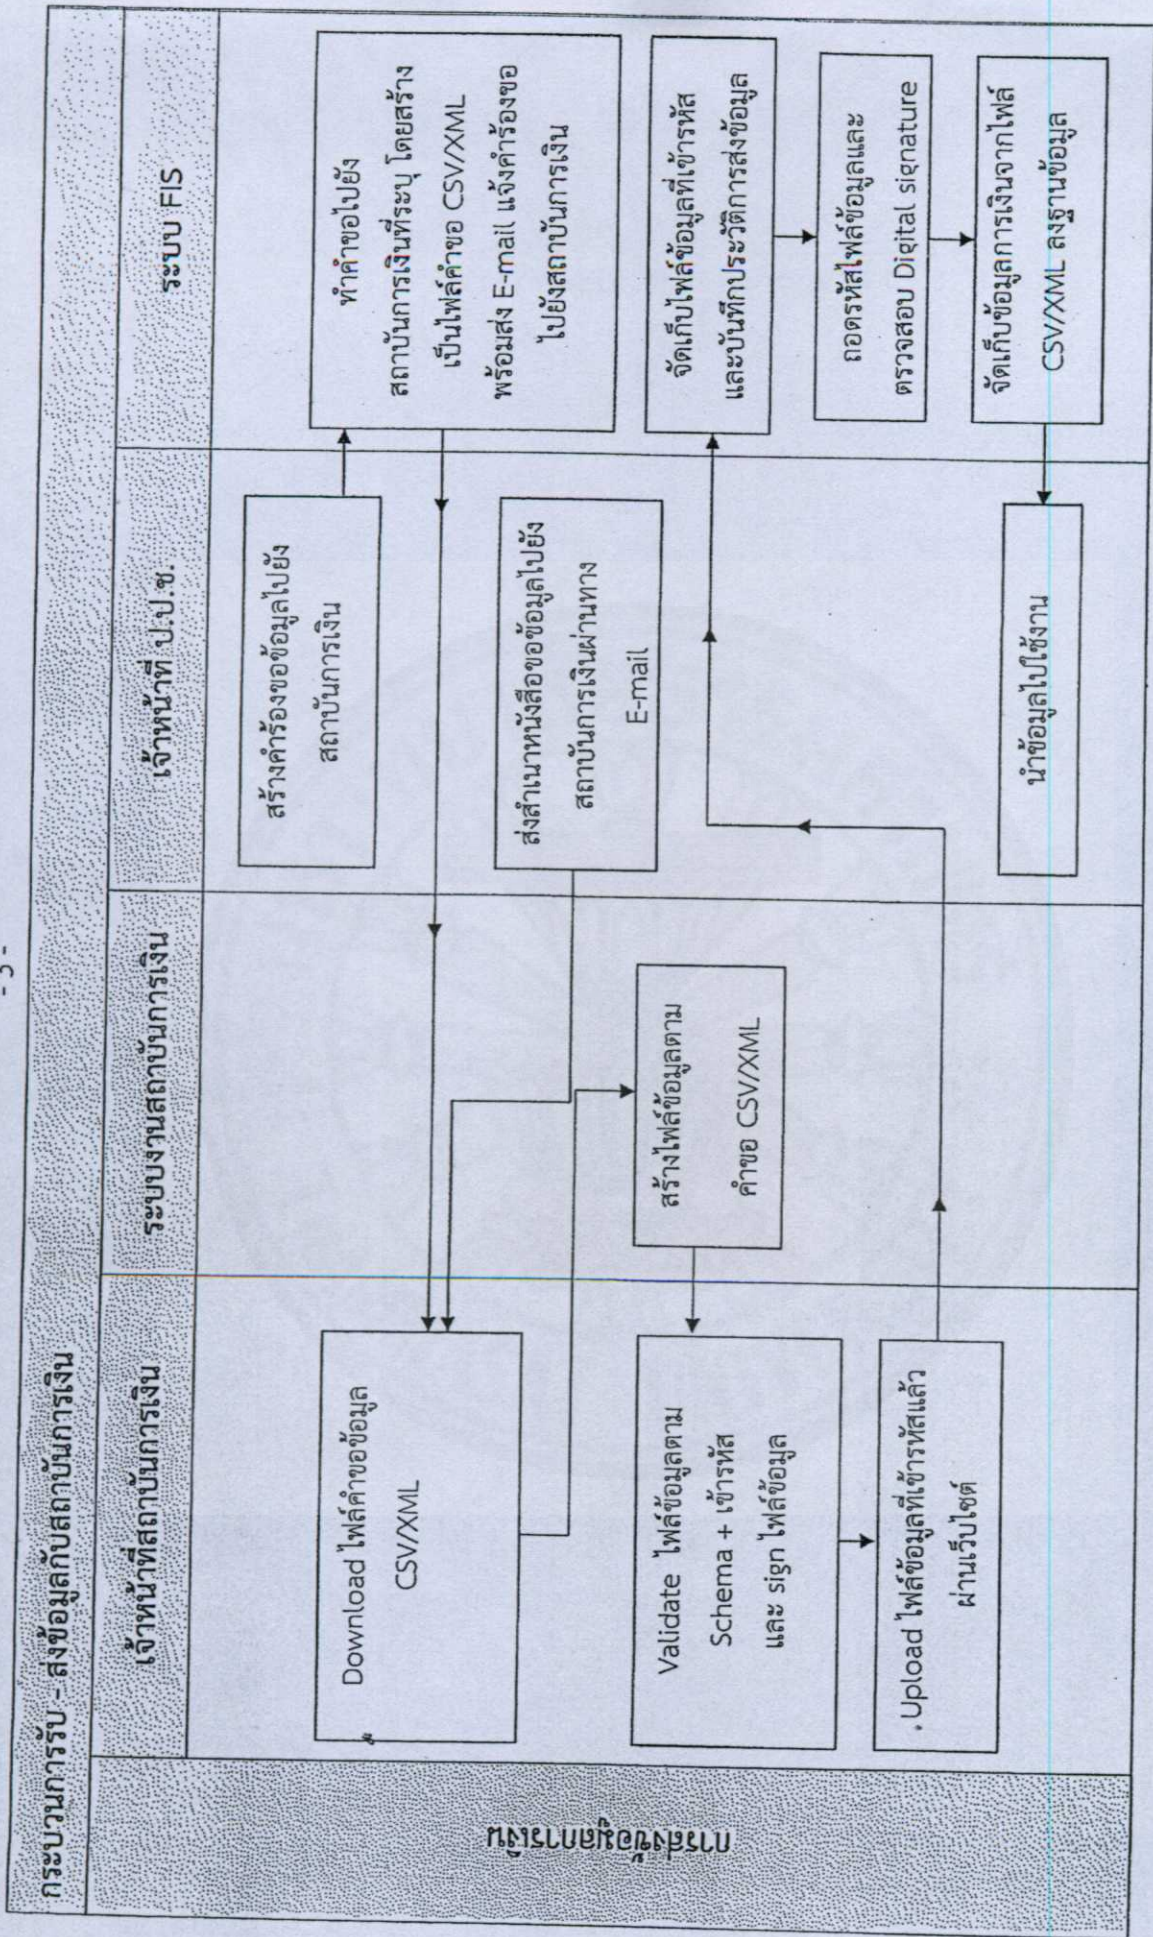 - 3 -
กระบวนการรับ - ส่งข้อมูลกับสถาบันการเงิน
เจ้าหน้าที่สถาบันการเงิน
ระบบงานสถาบันการเงิน
เจ้าหน้าที่ ป.ป.ช.
ระบบ FIS
การส่งข้อมูลการเงิน
สร้างคำร้องขอข้อมูลไปยัง
สถาบันการเงิน
ทำคำขอไปยัง
สถาบันการเงินที่ระบุ โดยสร้าง
เป็นไฟล์คำขอ CSV/XML
พร้อมส่ง E-mail แจ้งคำร้องขอ
ไปยังสถาบันการเงิน
Download ไฟล์คำขอข้อมูล
CSV/XML
ส่งสำเนาหนังสือขอข้อมูลไปยัง
สถาบันการเงินผ่านทาง
E-mail
สร้างไฟล์ข้อมูลตาม
คำขอ CSV/XML
Validate ไฟล์ข้อมูลตาม
Schema + เข้ารหัส
และ sign ไฟล์ข้อมูล
Upload ไฟล์ข้อมูลที่เข้ารหัสแล้ว
ผ่านเว็บไซต์
จัดเก็บไฟล์ข้อมูลที่เข้ารหัส
และบันทึกประวัติการส่งข้อมูล
ถอดรหัสไฟล์ข้อมูลและ
ตรวจสอบ Digital signature
จัดเก็บข้อมูลการเงินจากไฟล์
CSV/XML ลงฐานข้อมูล
นำข้อมูลไปใช้งาน